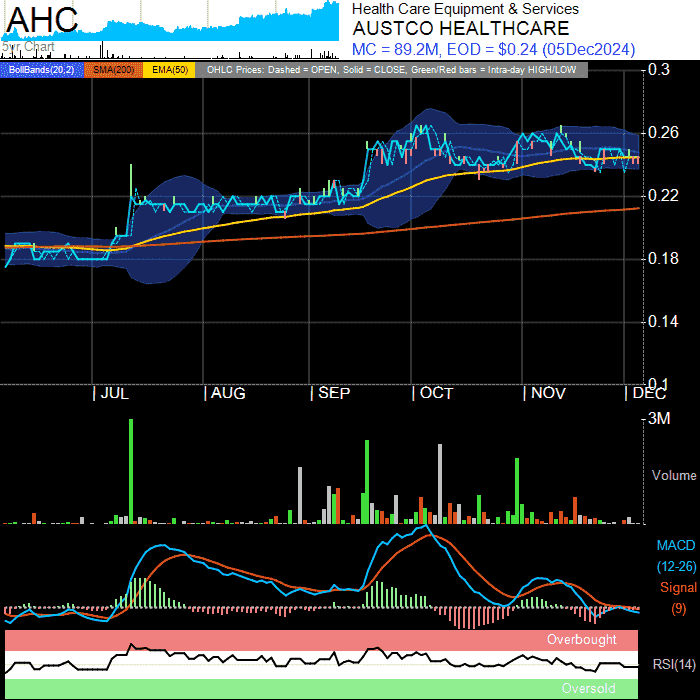 AHC
5yr.Chart
Health Care Equipment & Services
AUSTCO HEALTHCARE
MC = 89.2M, EOD = $0.24 (05Dec2024)
BollBands(20,2) SMA(200) EMA(50) OHLC Prices: Dashed = OPEN, Solid = CLOSE, Green/Red bars = Intra-day HIGH/LOW
0.3
0.26
0.22
0.18
0.14
0.1
JUL AUG SEP OCT NOV DEC
3M
Volume
MACD
(12-26)
Signal
(9)
Overbought
RSI(14)
Oversold